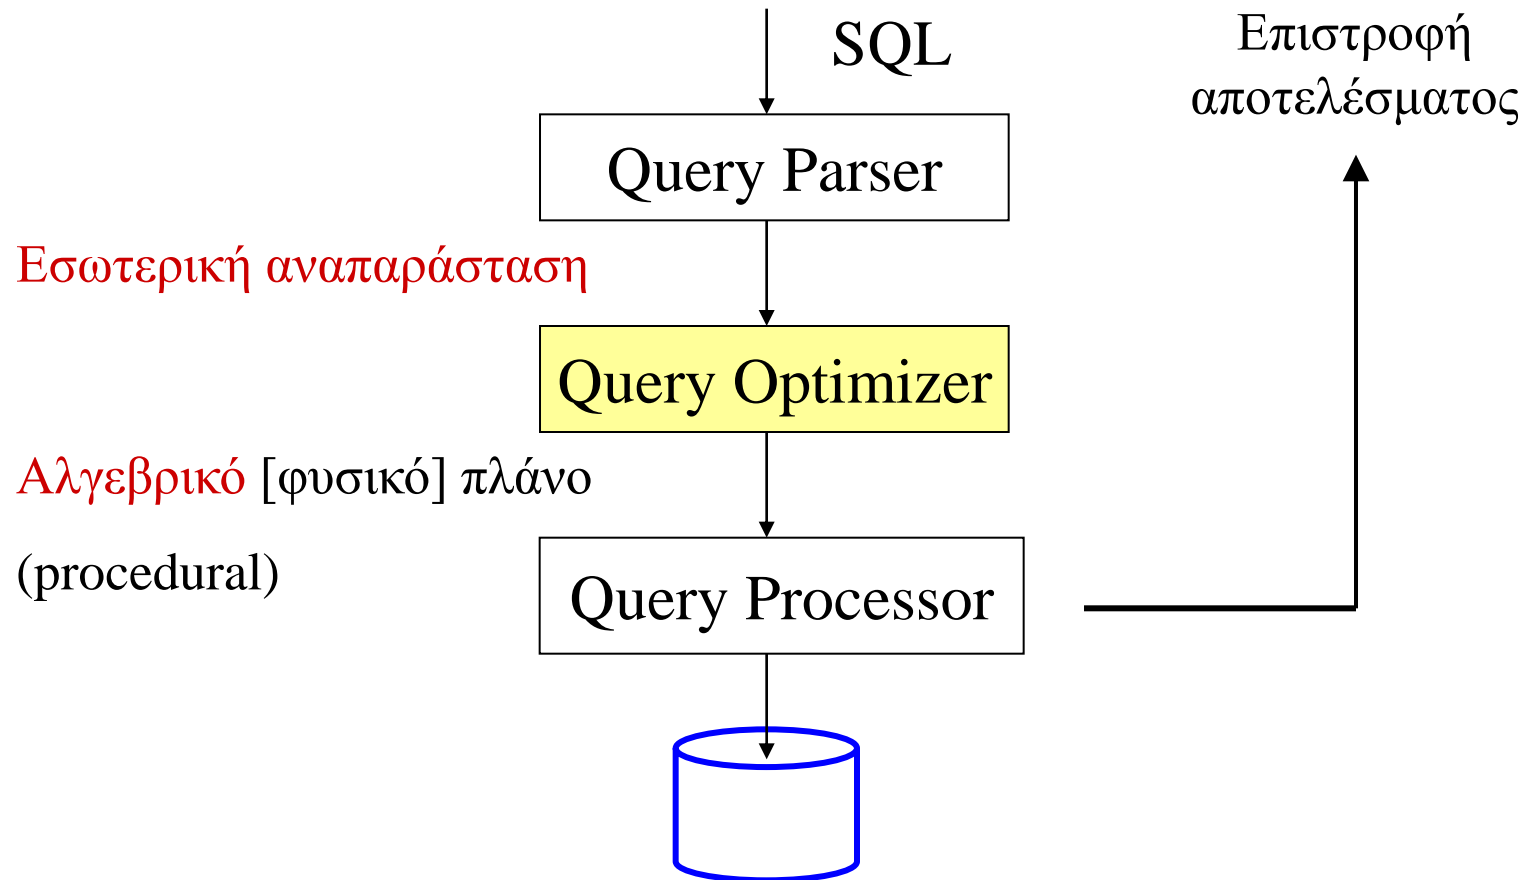 SQL
Επιστροφή
αποτελέσματος
Query Parser
Εσωτερική αναπαράσταση
Query Optimizer
Αλγεβρικό [φυσικό] πλάνο
(procedural)
Query Processor